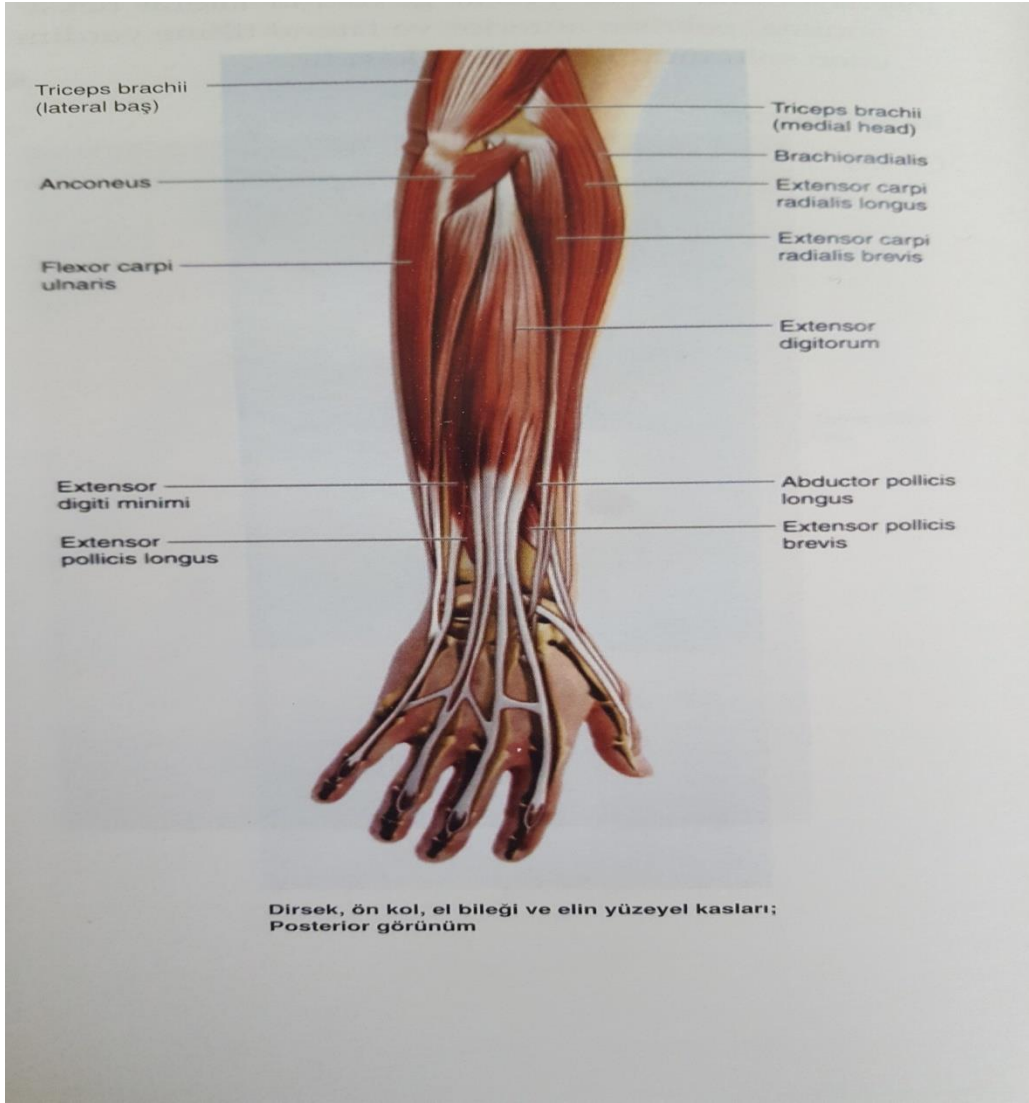 Triceps brachii
(lateral baş)
Anconeus
Flexor carpi
ulnaris
Extensor
digiti minimi
Extensor
pollicis longus
Triceps brachii
(medial head)
Brachioradialis
Extensor carpi
radialis longus
Extensor carpi
radialis brevis
Extensor
digitorum
Abductor pollicis
longus
Extensor pollicis
brevis
Dirsek, ön kol, el bileği ve elin yüzeyel kasları;
Posterior görünüm